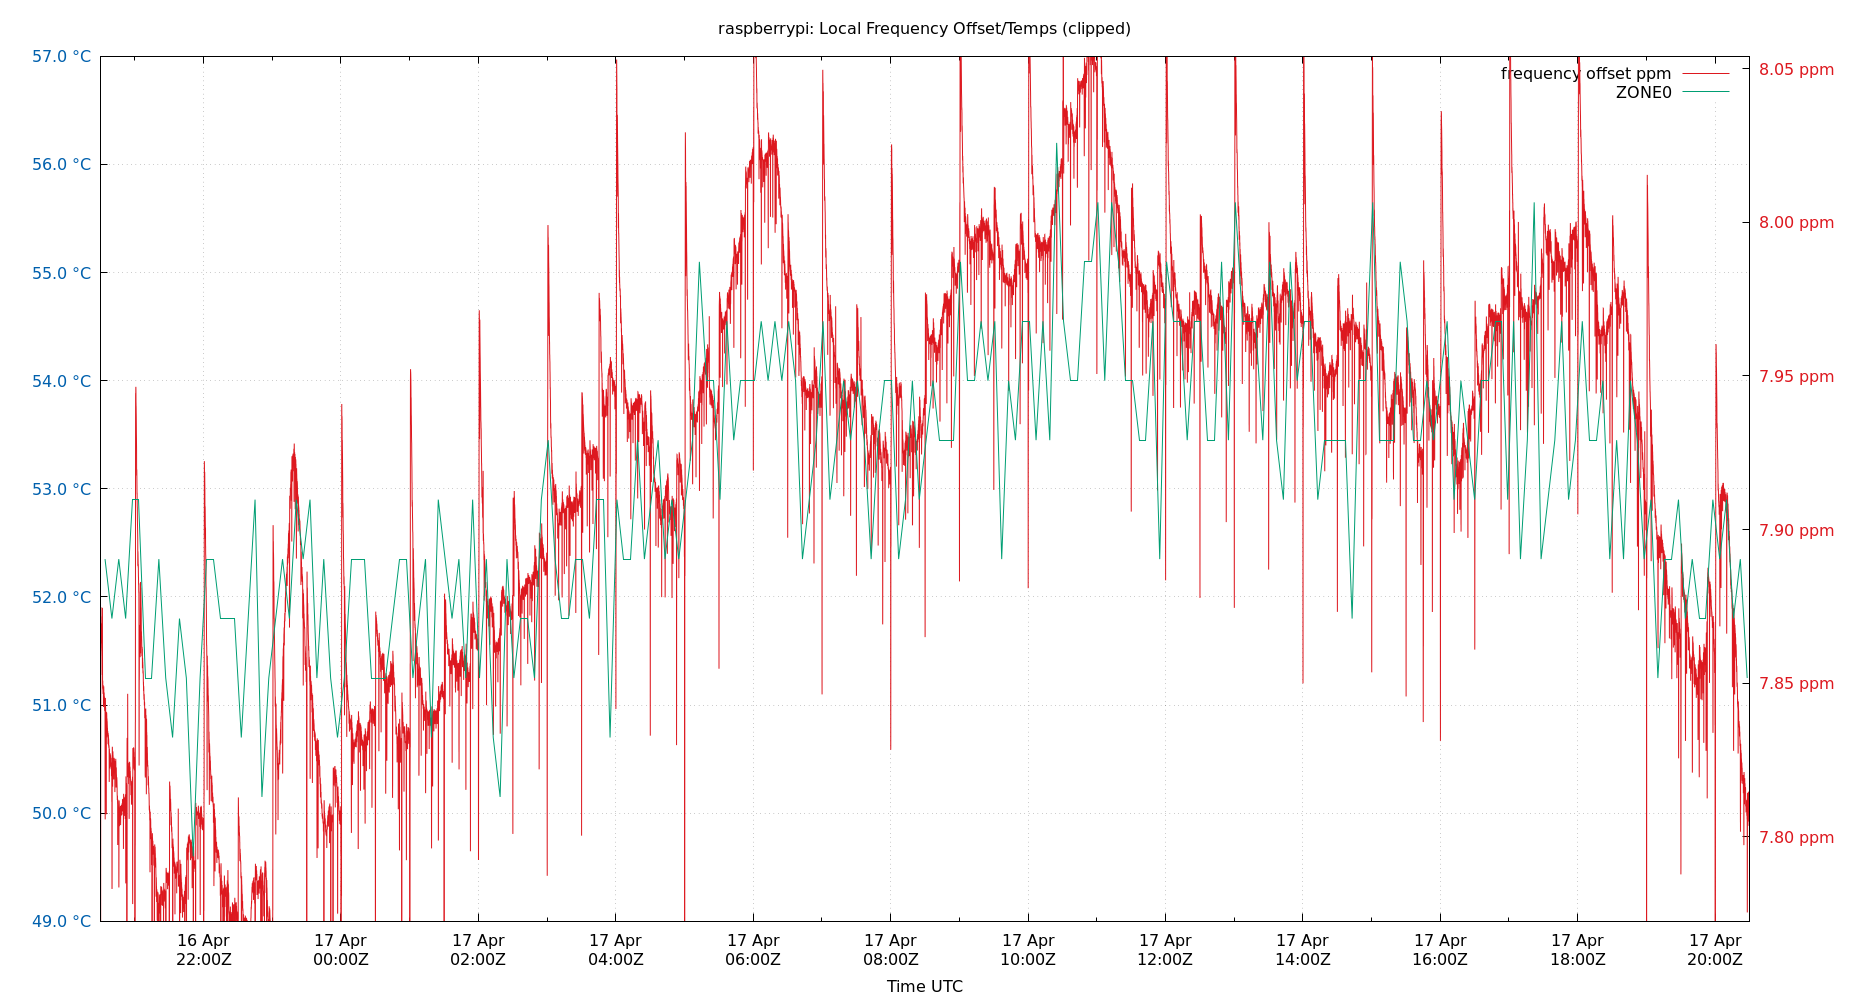 raspberrypi: Local Frequency Offset/Temps (clipped)
57.0 °C
56.0 °C
55.0 °C
54.0 °C
53.0 °C
52.0 °C
51.0 °C
50.0 °C
49.0 °C
frequency offset ppm
ZONE0
8.05 ppm
8.00 ppm
7.95 ppm
7.90 ppm
7.85 ppm
7.80 ppm
16 Apr 17 Apr 17 Apr 17 Apr 17 Apr 17 Apr 17 Apr 17 Apr 17 Apr 17 Apr 17 Apr 17 Apr
22:00Z 00:00Z 02:00Z 04:00Z 06:00Z 08:00Z 10:00Z 12:00Z 14:00Z 16:00Z 18:00Z 20:00Z
Time UTC